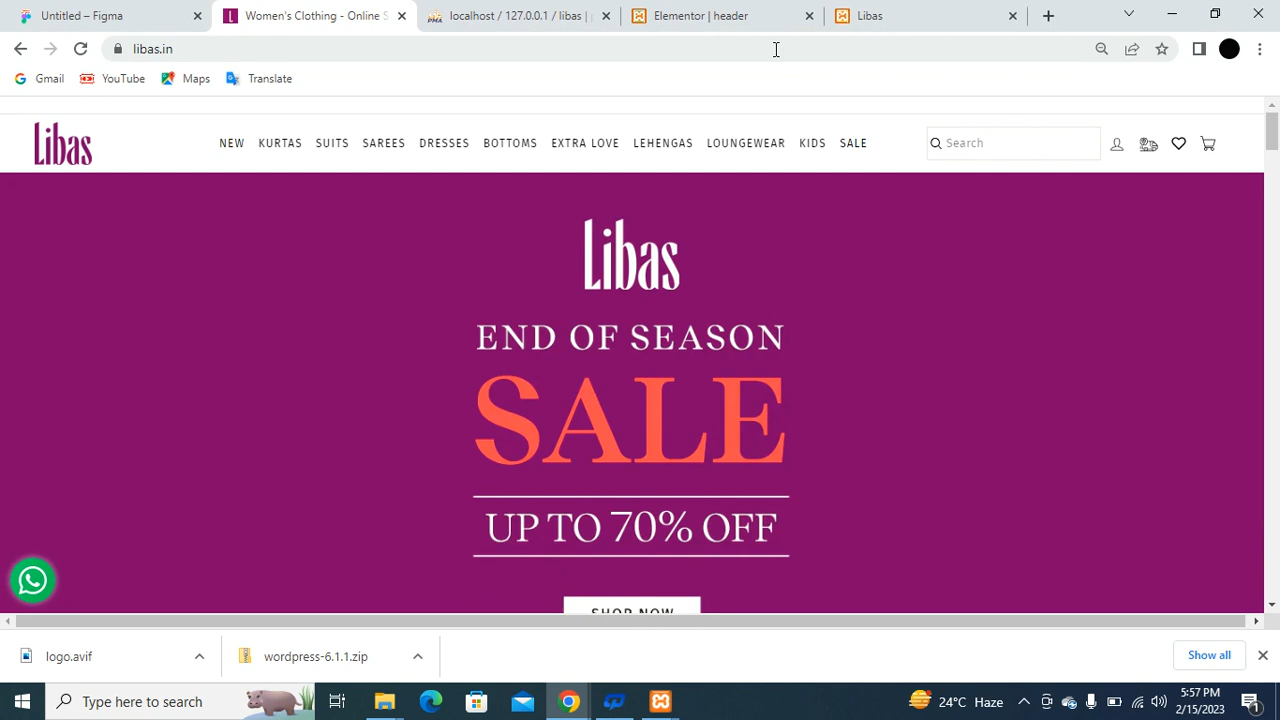 Untitled – Figma
Women's Clothing - Online S
localhost / 127.0.0.1 / libas |
Elementor | header
Libas
libas.in
Gmail
YouTube
Maps
Translate
Libas
NEW KURTAS SUITS SAREES DRESSES BOTTOMS EXTRA LOVE LEHENGAS LOUNGEWEAR KIDS SALE
Search
Libas
END OF SEASON
SALE
UP TO 70% OFF
SHOP NOW
logo.avif
wordpress-6.1.1.zip
Show all
Type here to search
24°C Haze
5:57 PM
2/15/2023
1